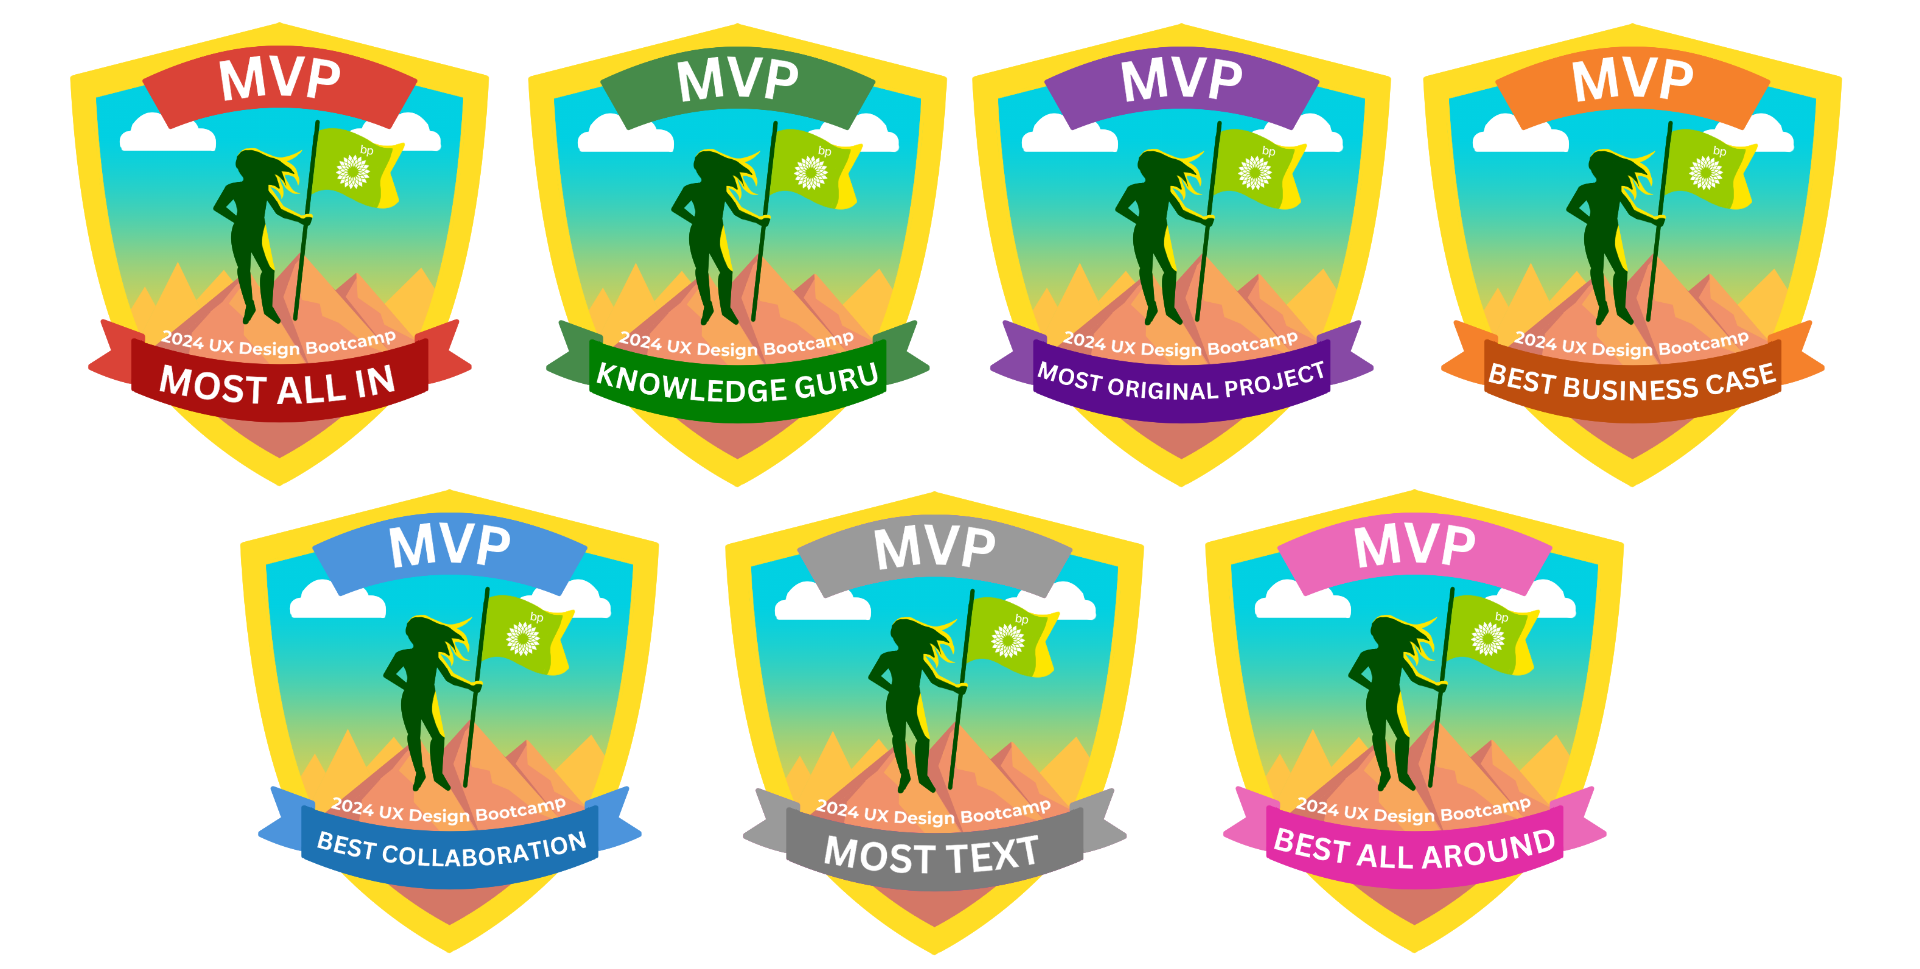 MVP
bp
2024 UX Design Bootcamp
MOST ALL IN
MVP
bp
2024 UX Design Bootcamp
KNOWLEDGE GURU
MVP
bp
2024 UX Design Bootcamp
MOST ORIGINAL PROJECT
MVP
bp
2024 UX Design Bootcamp
BEST BUSINESS CASE
MVP
bp
2024 UX Design Bootcamp
BEST COLLABORATION
MVP
bp
2024 UX Design Bootcamp
MOST TEXT
MVP
bp
2024 UX Design Bootcamp
BEST ALL AROUND